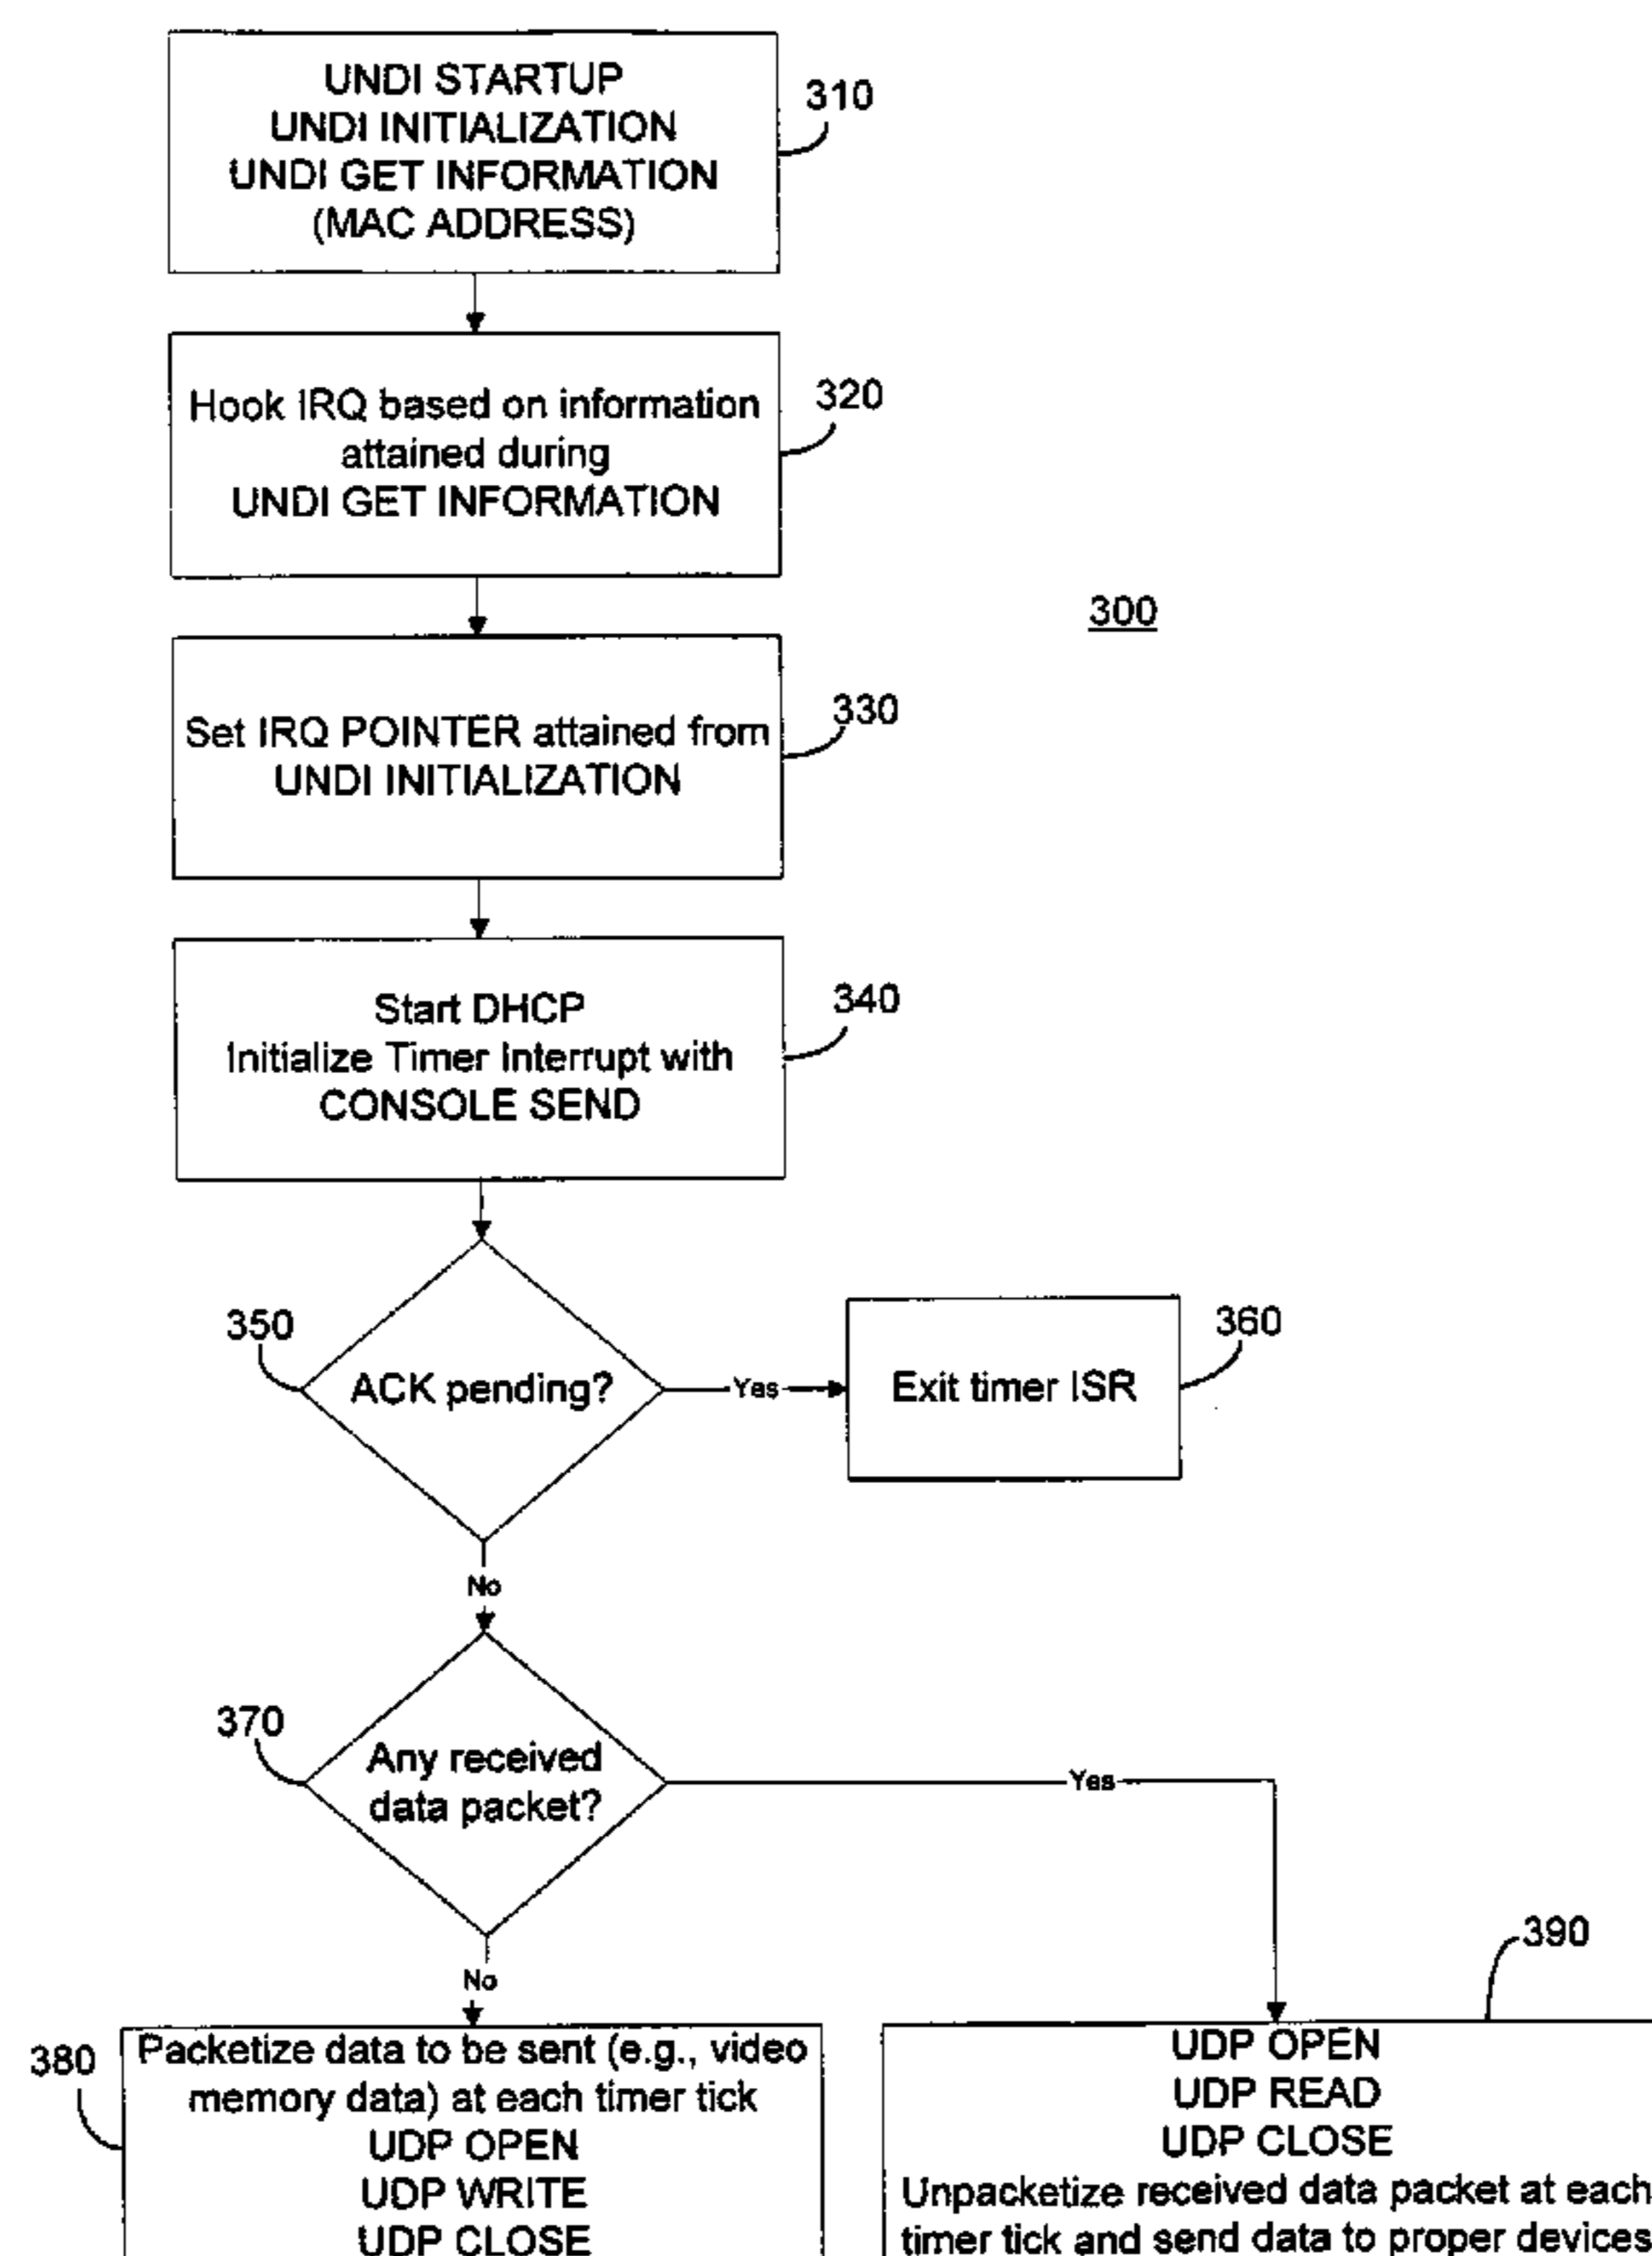 UNDI STARTUP
UNDI INITIALIZATION
UNDI GET INFORMATION
(MAC ADDRESS)
310
Hook IRQ based on information
attained during
UNDI GET INFORMATION
320
300
Set IRQ POINTER attained from
UNDI INITIALIZATION
330
Start DHCP
Initialize Timer Interrupt with
CONSOLE SEND
340
350
ACK pending?
Yes
Exit timer ISR
360
No
370
Any received
data packet?
Yes
No
380
Packetize data to be sent (e.g., video
memory data) at each timer tick
UDP OPEN
UDP WRITE
UDP CLOSE
390
UDP OPEN
UDP READ
UDP CLOSE
Unpacketize received data packet at each
timer tick and send data to proper devices